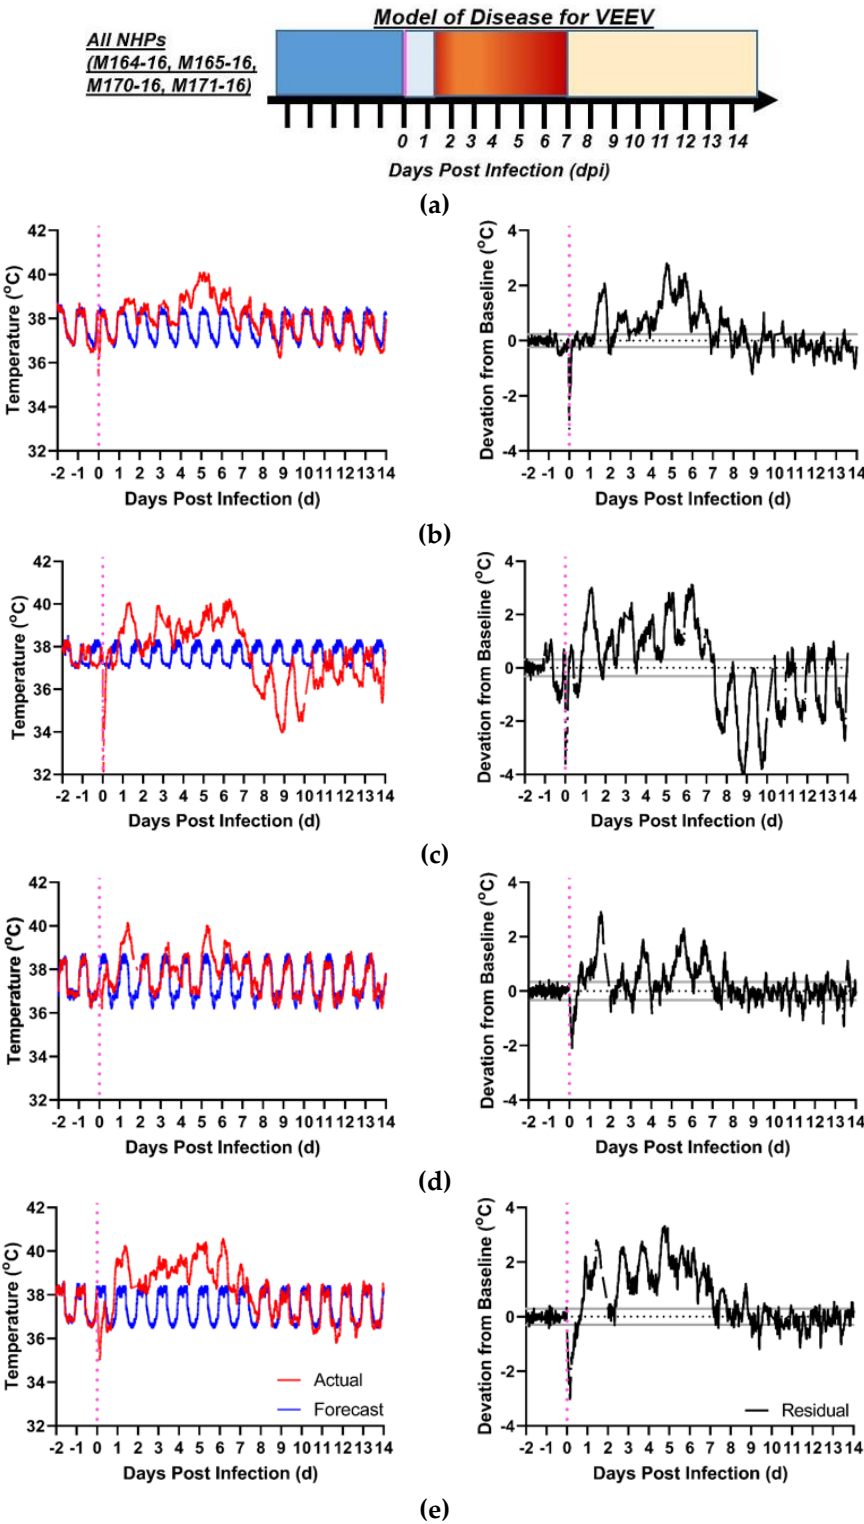 Model of Disease for VEEV
All NHPs
(M164-16, M165-16,
M170-16, M171-16)
0 1 2 3 4 5 6 7 8 9 10 11 12 13 14
Days Post Infection (dpi)
(a)
42
40
38
36
34
32
Temperature (°C)
-2 -1 0 1 2 3 4 5 6 7 8 9 10 11 12 13 14
Days Post Infection (d)
4
2
0
-2
-4
Devation from Baseline (°C)
-2 -1 0 1 2 3 4 5 6 7 8 9 10 11 12 13 14
Days Post Infection (d)
(b)
42
40
38
36
34
32
Temperature (°C)
-2 -1 0 1 2 3 4 5 6 7 8 9 10 11 12 13 14
Days Post Infection (d)
4
2
0
-2
-4
Devation from Baseline (°C)
-2 -1 0 1 2 3 4 5 6 7 8 9 10 11 12 13 14
Days Post Infection (d)
(c)
42
40
38
36
34
32
Temperature (°C)
-2 -1 0 1 2 3 4 5 6 7 8 9 10 11 12 13 14
Days Post Infection (d)
4
2
0
-2
-4
Devation from Baseline (°C)
-2 -1 0 1 2 3 4 5 6 7 8 9 10 11 12 13 14
Days Post Infection (d)
(d)
42
40
38
36
34
32
Temperature (°C)
Actual
Forecast
-2 -1 0 1 2 3 4 5 6 7 8 9 10 11 12 13 14
Days Post Infection (d)
4
2
0
-2
-4
Devation from Baseline (°C)
Residual
-2 -1 0 1 2 3 4 5 6 7 8 9 10 11 12 13 14
Days Post Infection (d)
(e)